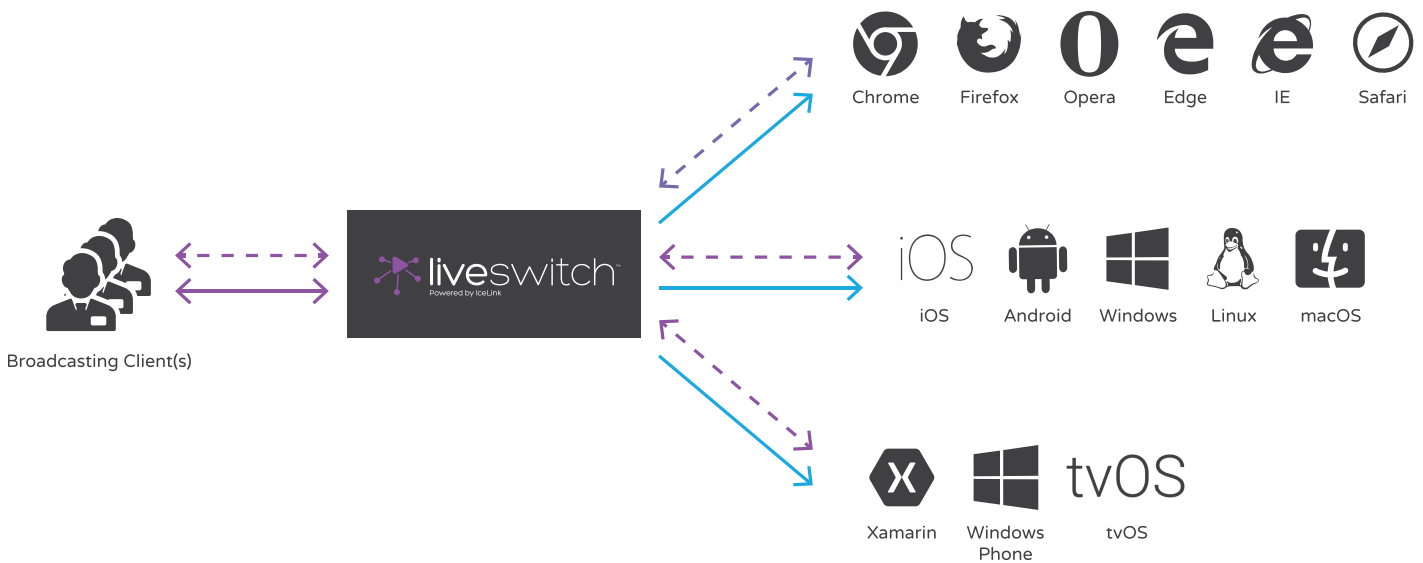 Chrome Firefox Opera Edge IE Safari
liveswitch™
Powered by IceLink
iOS
iOS Android Windows Linux macOS
Broadcasting Client(s)
tvOS
Xamarin Windows Phone tvOS